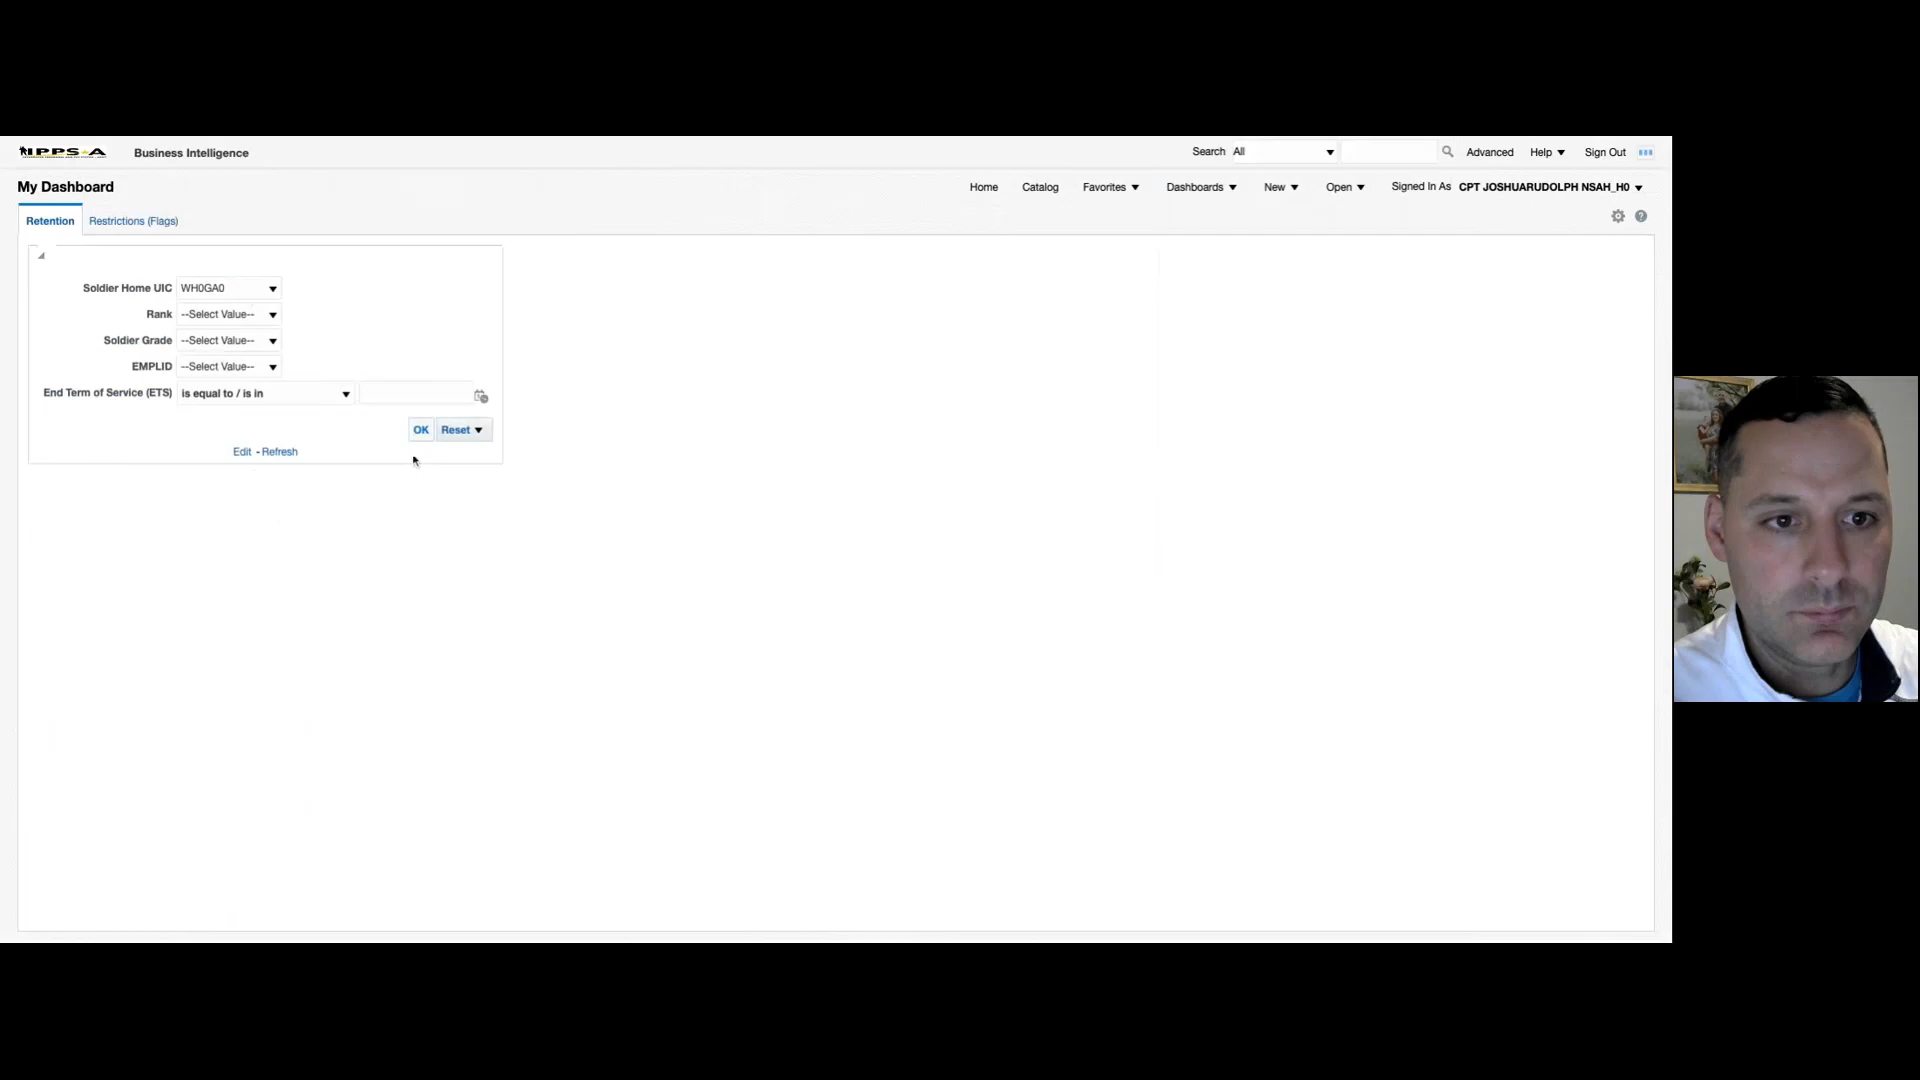 IPPS-A Business Intelligence Search All Advanced Help Sign Out
My Dashboard Home Catalog Favorites Dashboards New Open Signed In As CPT JOSHUARUDOLPH NSAH_H0
Retention Restrictions (Flags)
Soldier Home UIC WH0GA0
Rank --Select Value--
Soldier Grade --Select Value--
EMPLID --Select Value--
End Term of Service (ETS) is equal to / is in
OK Reset
Edit - Refresh